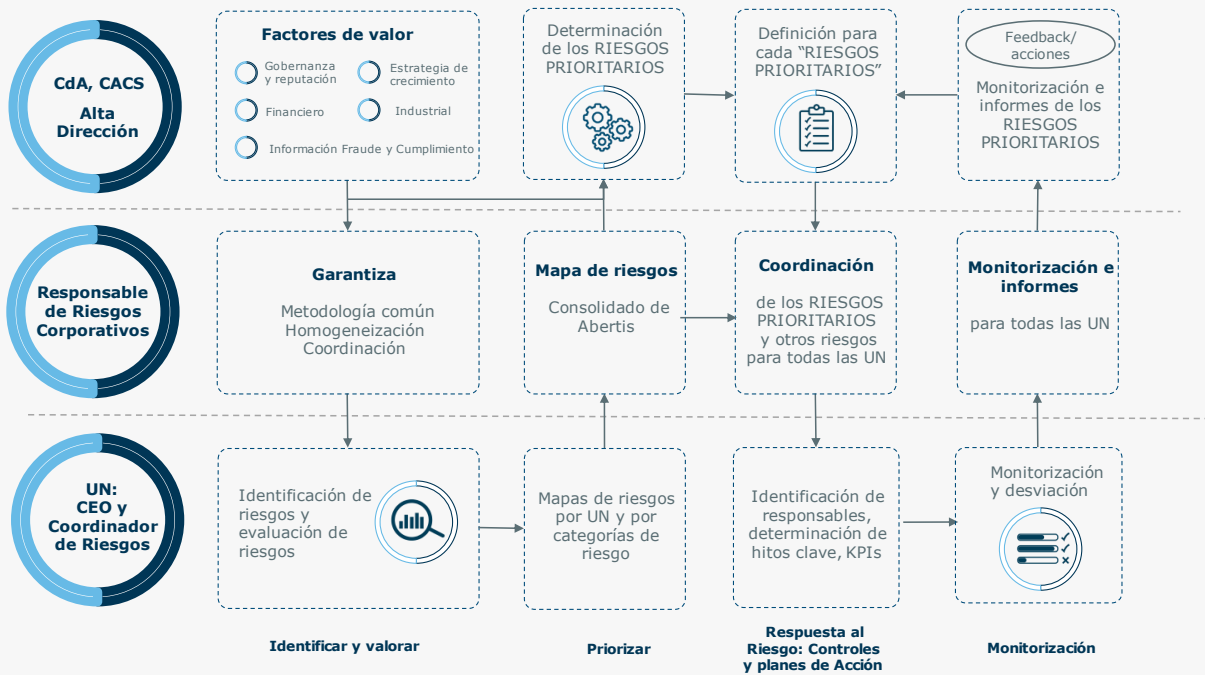 CdA, CACS
Alta
Dirección
Factores de valor
Gobernanza
y reputación
Estrategia de
crecimiento
Financiero
Industrial
Información Fraude y Cumplimiento
Determinación
de los RIESGOS
PRIORITARIOS
Definición para
cada “RIESGOS
PRIORITARIOS”
Feedback/
acciones
Monitorización e
informes de los
RIESGOS
PRIORITARIOS
Responsable
de Riesgos
Corporativos
Garantiza
Metodología común
Homogeneización
Coordinación
Mapa de riesgos
Consolidado de
Abertis
Coordinación
de los RIESGOS
PRIORITARIOS
y otros riesgos
para todas las UN
Monitorización e
informes
para todas las UN
UN:
CEO y
Coordinador
de Riesgos
Identificación de
riesgos y
evaluación de
riesgos
Mapas de riesgos
por UN y por
categorías de
riesgo
Identificación de
responsables,
determinación de
hitos clave, KPIs
Monitorización
y desviación
Identificar y valorar
Priorizar
Respuesta al
Riesgo: Controles
y planes de Acción
Monitorización